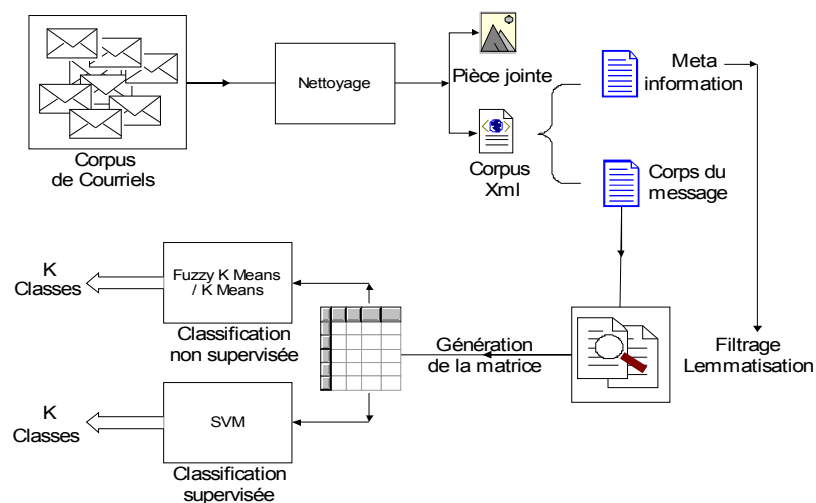 Corpus
de Courriels
Nettoyage
Pièce jointe
Corpus
Xml
Meta
information
Corps du
message
Filtrage
Lemmatisation
Génération
de la matrice
Fuzzy K Means
/ K Means
Classification
non supervisée
K
Classes
SVM
Classification
supervisée
K
Classes